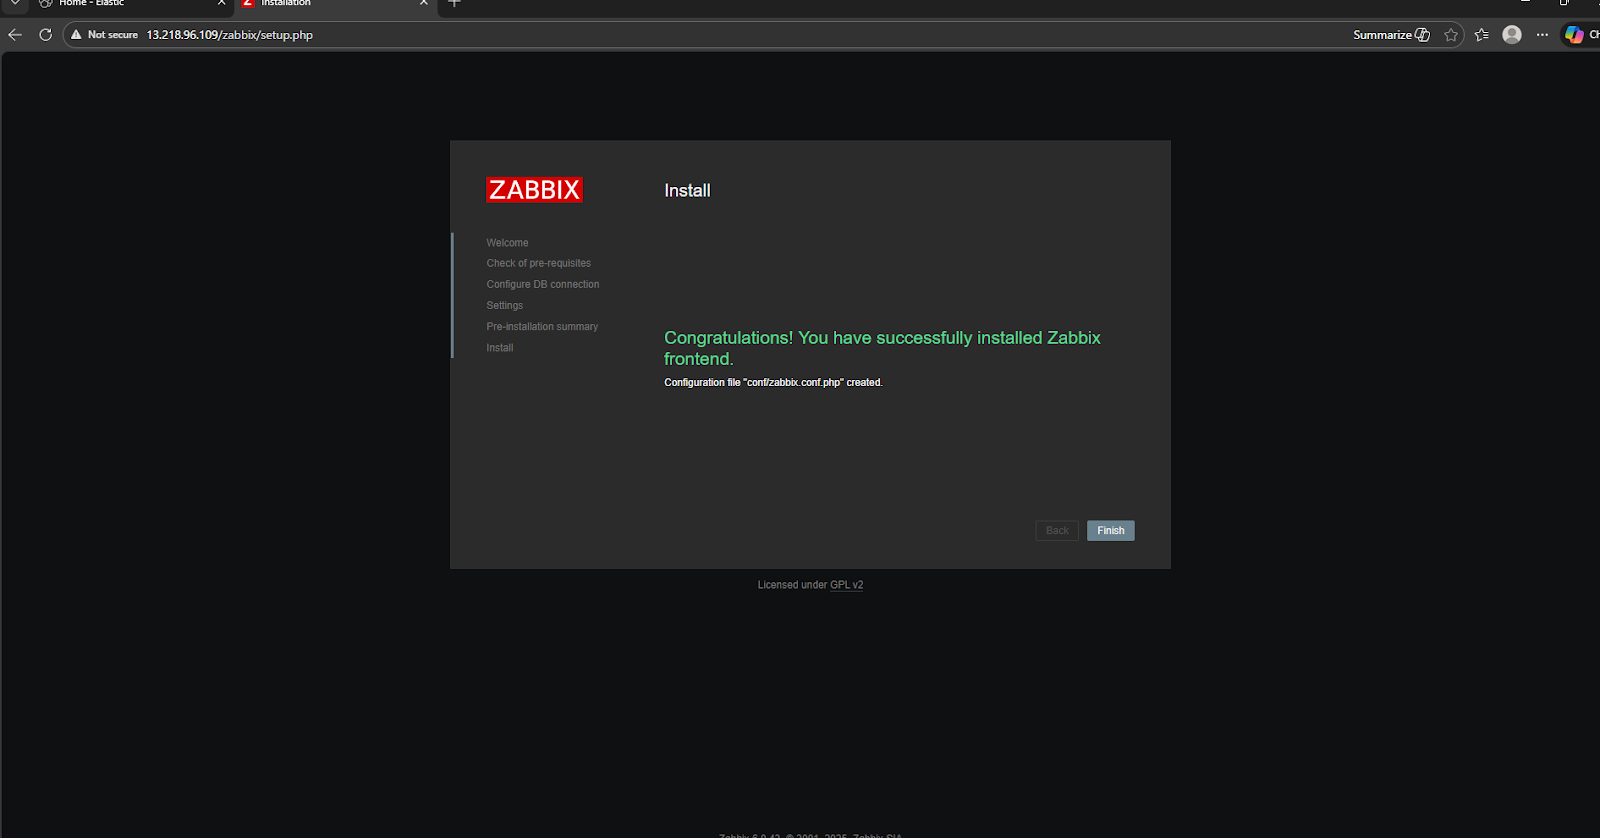 Home - Elastic
Installation
Not secure 13.218.96.109/zabbix/setup.php
Summarize
ZABBIX
Install
Welcome
Check of pre-requisites
Configure DB connection
Settings
Pre-installation summary
Install
Congratulations! You have successfully installed Zabbix
frontend.
Configuration file "conf/zabbix.conf.php" created.
Back
Finish
Licensed under GPL v2